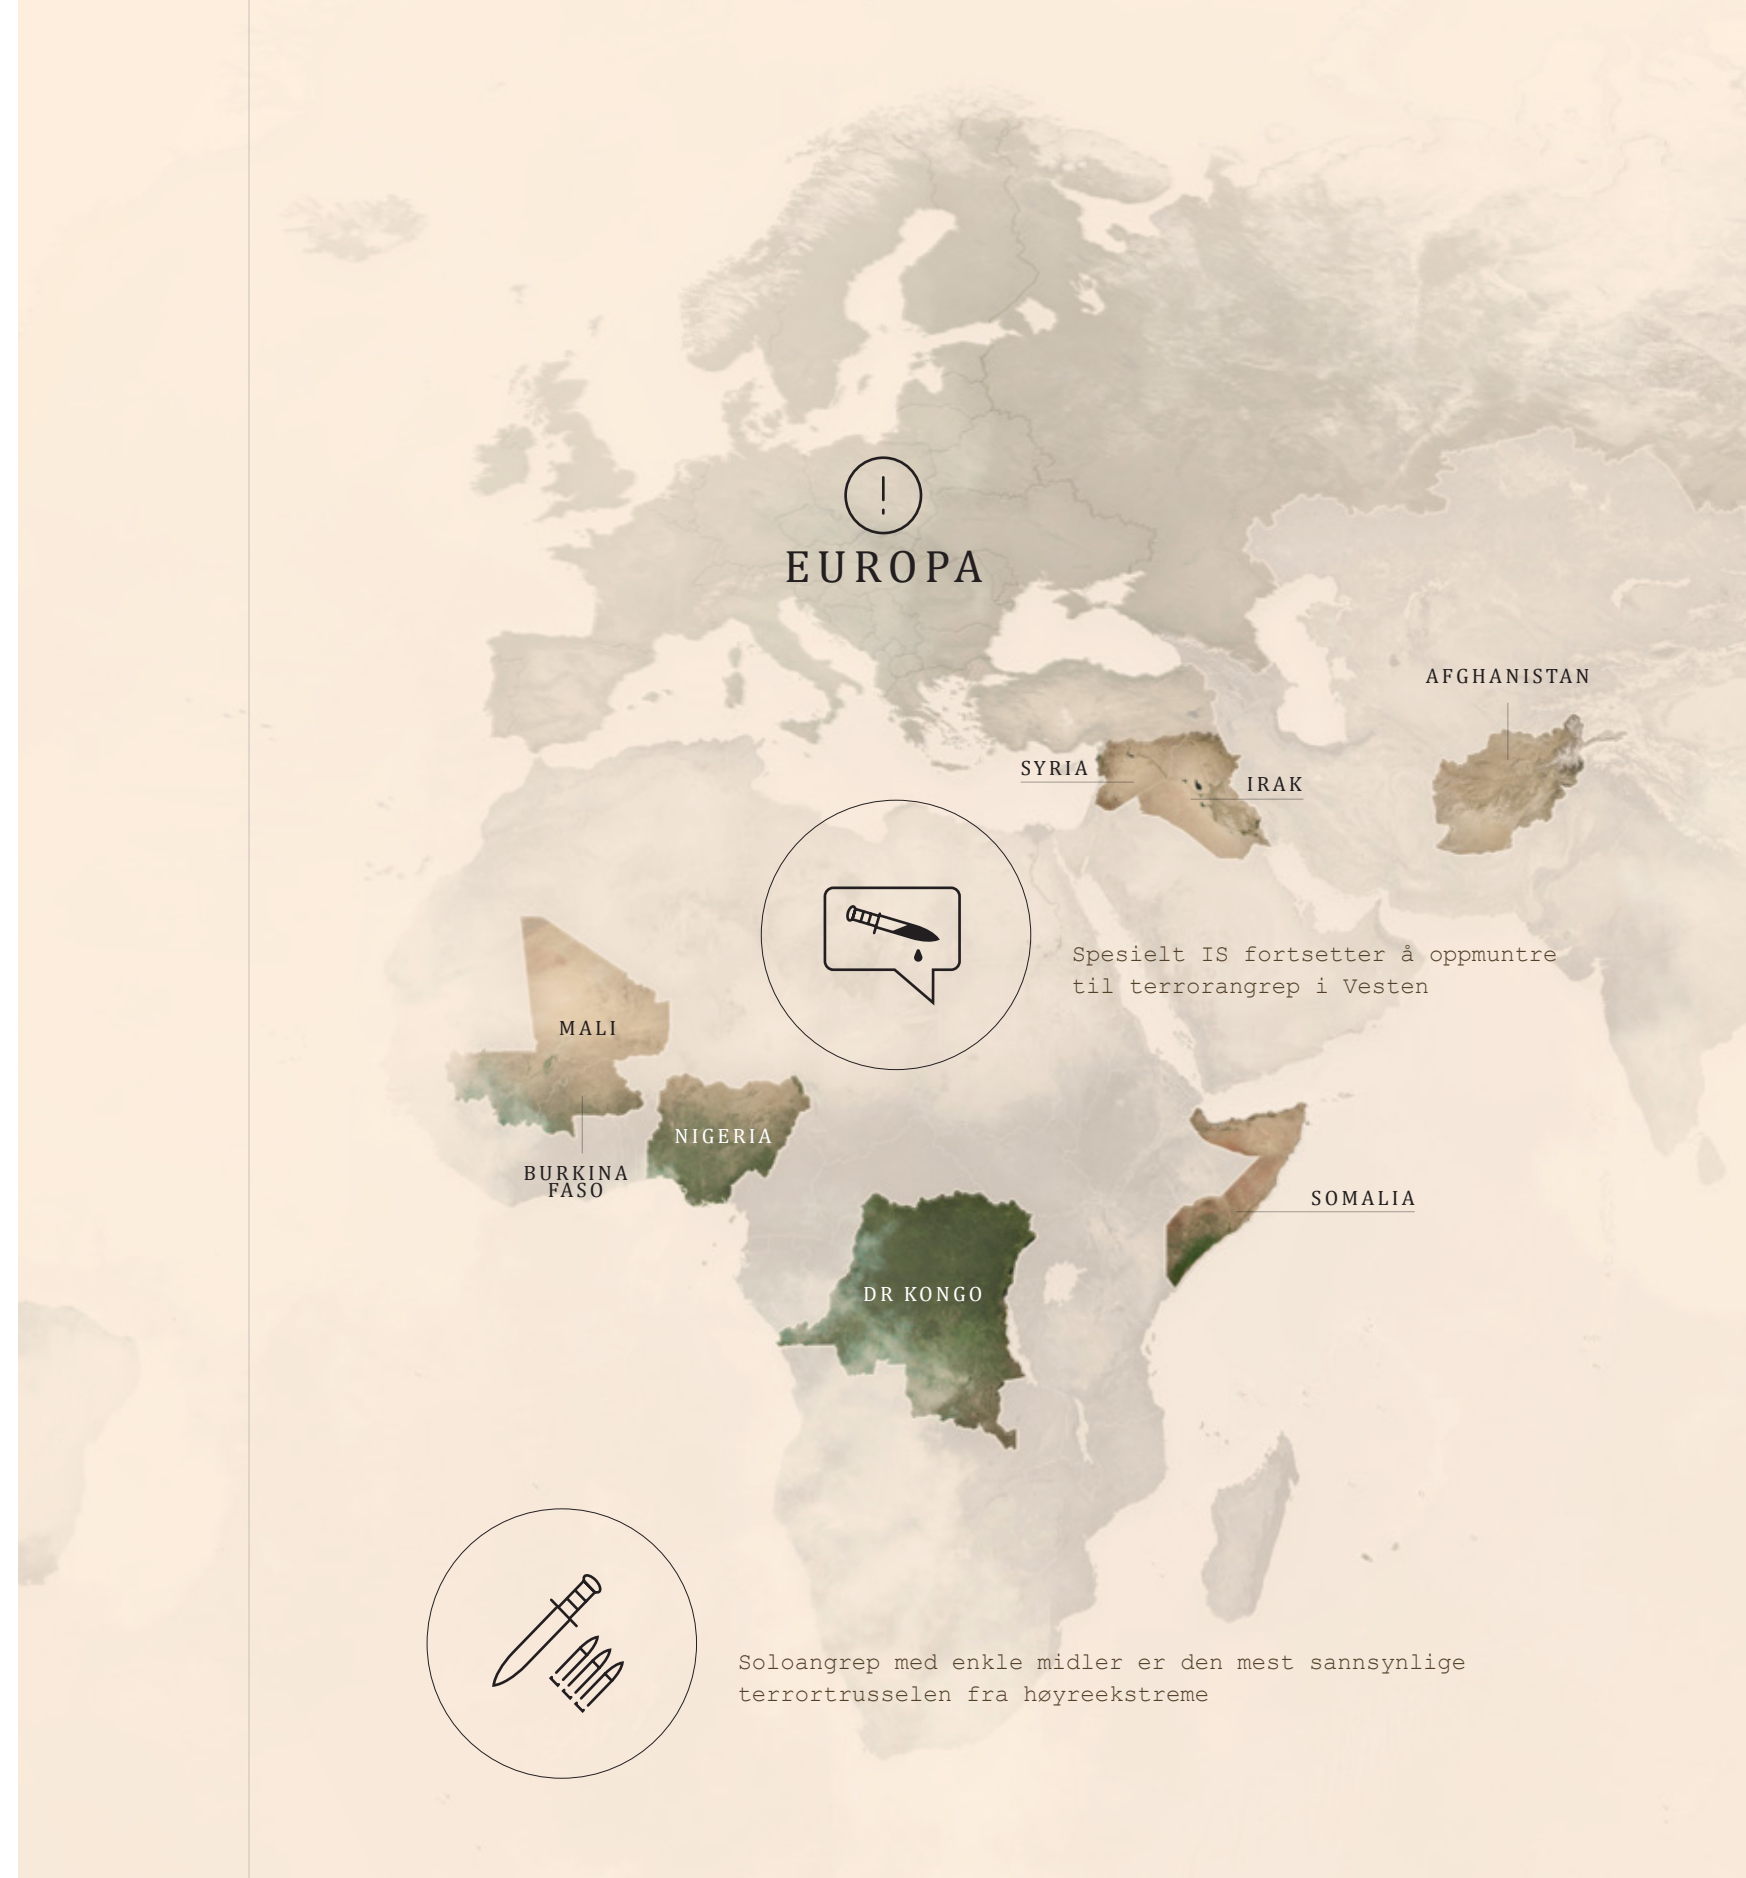 EUROPA
AFGHANISTAN
SYRIA
IRAK
Spesielt IS fortsetter å oppmuntre
til terrorangrep i Vesten
MALI
NIGERIA
BURKINA
FASO
SOMALIA
DR KONGO
Soloangrep med enkle midler er den mest sannsynlige
terrortrusselen fra høyreekstreme